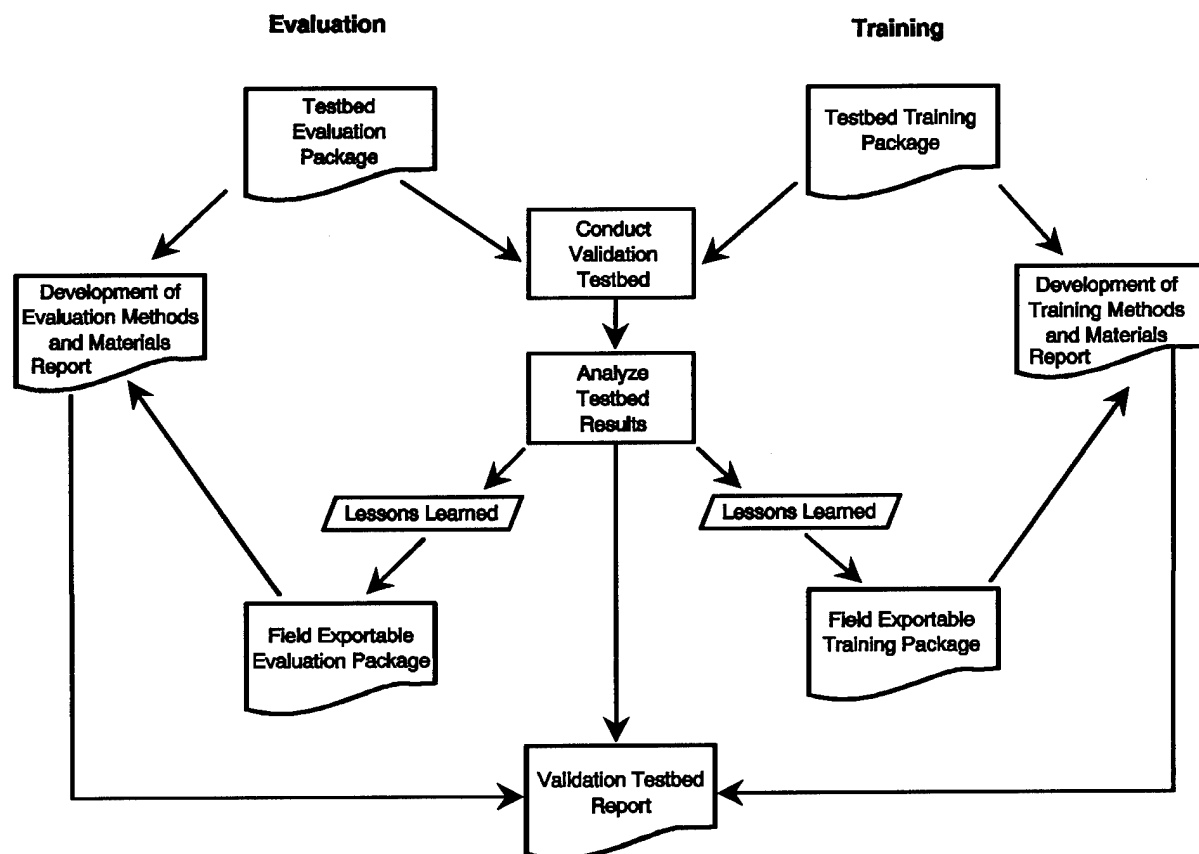 Evaluation
Training
Testbed
Evaluation
Package
Testbed Training
Package
Conduct
Validation
Testbed
Development of
Evaluation Methods
and Materials
Report
Development of
Training Methods
and Materials
Report
Analyze
Testbed
Results
Lessons Learned
Lessons Learned
Field Exportable
Evaluation Package
Field Exportable
Training Package
Validation Testbed
Report